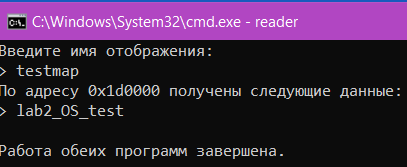 C:\Windows\System32\cmd.exe - reader
Введите имя отображения:
> testmap
По адресу 0x1d0000 получены следующие данные:
> lab2_OS_test
Работа обеих программ завершена.